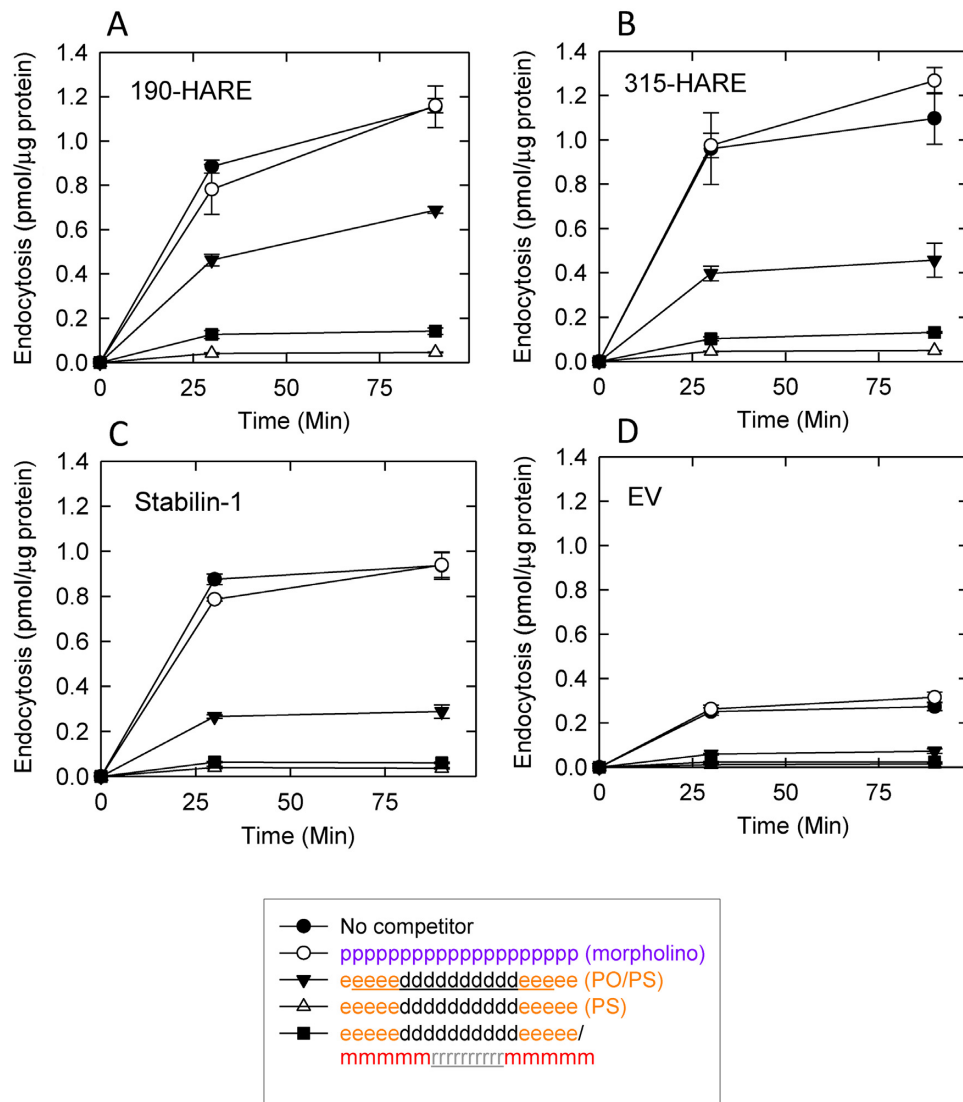 A
1.4
1.2
1.0
0.8
0.6
0.4
0.2
0.0
Endocytosis (pmol/µg protein)
190-HARE
0 25 50 75
Time (Min)
B
1.4
1.2
1.0
0.8
0.6
0.4
0.2
0.0
Endocytosis (pmol/µg protein)
315-HARE
0 25 50 75
Time (Min)
C
1.4
1.2
1.0
0.8
0.6
0.4
0.2
0.0
Endocytosis (pmol/µg protein)
Stabilin-1
0 25 50 75
Time (Min)
D
1.4
1.2
1.0
0.8
0.6
0.4
0.2
0.0
Endocytosis (pmol/µg protein)
EV
0 25 50 75
Time (Min)
No competitor
pppppppppppppppppppp (morpholino)
eeeeeddddddddddeeeee (PO/PS)
eeeeeddddddddddeeeee (PS)
eeeeeddddddddddeeeee/
mmmmmrrrrrrrrrrmmmmm